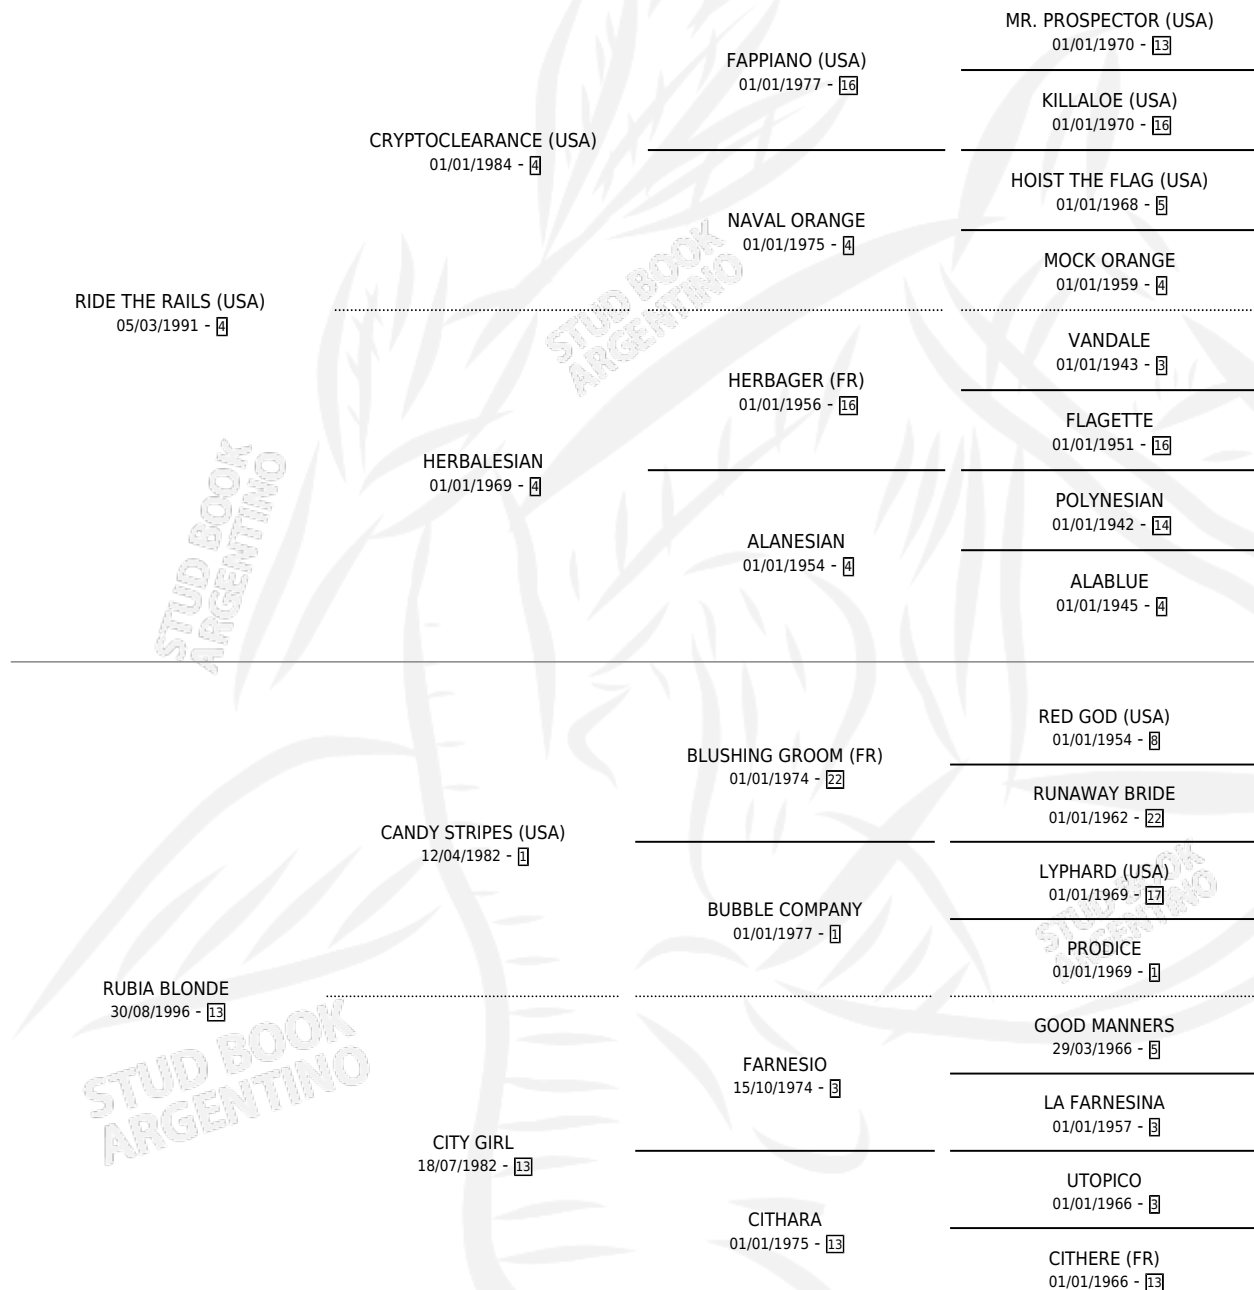 MR. PROSPECTOR (USA)
01/01/1970 - 13
FAPPIANO (USA)
01/01/1977 - 16
KILLALOE (USA)
01/01/1970 - 16
CRYPTOCLEARANCE (USA)
01/01/1984 - 4
HOIST THE FLAG (USA)
01/01/1968 - 5
NAVAL ORANGE
01/01/1975 - 4
MOCK ORANGE
01/01/1959 - 4
RIDE THE RAILS (USA)
05/03/1991 - 4
VANDALE
01/01/1943 - 3
HERBAGER (FR)
01/01/1956 - 16
FLAGETTE
01/01/1951 - 16
HERBALESIAN
01/01/1969 - 4
POLYNESIAN
01/01/1942 - 14
ALANESIAN
01/01/1954 - 4
ALABLUE
01/01/1945 - 4
STUD BOOK
ARGENTINO
STUD BOOK
ARGENTINO
RED GOD (USA)
01/01/1954 - 8
BLUSHING GROOM (FR)
01/01/1974 - 22
RUNAWAY BRIDE
01/01/1962 - 22
CANDY STRIPES (USA)
12/04/1982 - 1
LYPHARD (USA)
01/01/1969 - 17
BUBBLE COMPANY
01/01/1977 - 1
PRODICE
01/01/1969 - 1
STUD BOOK
ARGENTINO
RUBIA BLONDE
30/08/1996 - 13
GOOD MANNERS
29/03/1966 - 5
FARNESIO
15/10/1974 - 3
LA FARNESINA
01/01/1957 - 3
CITY GIRL
18/07/1982 - 13
UTOPICO
01/01/1966 - 3
CITHARA
01/01/1975 - 13
CITHERE (FR)
01/01/1966 - 13
STUD BOOK
ARGENTINO